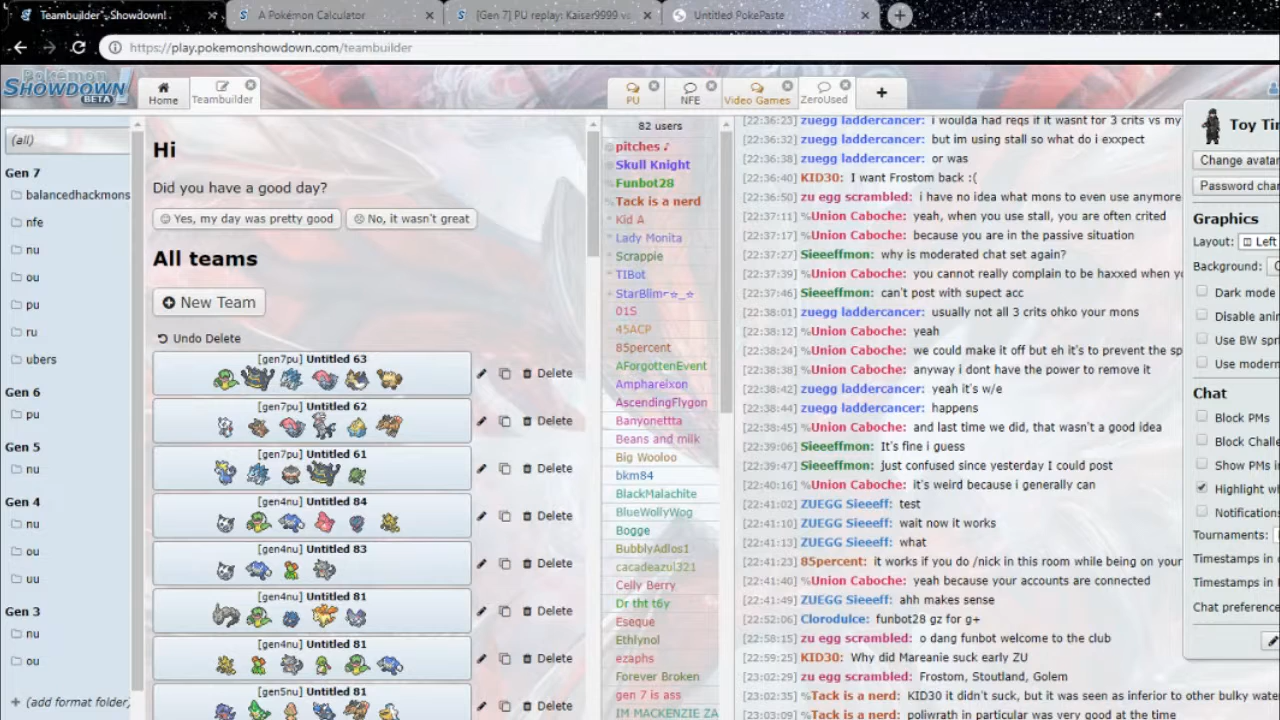 Teambuilder - Showdown!
A Pokémon Calculator
[Gen 7] PU replay: Kaiser9999 vs
Untitled PokePaste
https://play.pokemonshowdown.com/teambuilder
Pokémon
SHOWDOWN!
BETA
Home
Teambuilder
PU
NFE
Video Games
ZeroUsed
(all)
Gen 7
balancedhackmons
nfe
nu
ou
pu
ru
ubers
Gen 6
pu
Gen 5
nu
Gen 4
nu
ou
uu
Gen 3
nu
ou
(add format folder)
Hi
Did you have a good day?
Yes, my day was pretty good
No, it wasn't great
All teams
New Team
Undo Delete
[gen7pu] Untitled 63
Delete
[gen7pu] Untitled 62
Delete
[gen7pu] Untitled 61
Delete
[gen4nu] Untitled 84
Delete
[gen4nu] Untitled 83
Delete
[gen4nu] Untitled 81
Delete
[gen4nu] Untitled 81
Delete
[gen5nu] Untitled 81
Delete
82 users
pitches ♪
Skull Knight
Funbot28
%Tack is a nerd
Kid A
Lady Monita
Scrappie
TIBot
01S
45ACP
85percent
AForgottenEvent
Amphareixon
AscendingFlygon
Banyonettta
Beans and milk
Big Wooloo
bkm84
BlackMalachite
BlueWollyWog
Bogge
BubblyAdlos1
cacadeazul321
Celly Berry
Dr tht t6y
Eseque
Ethlynol
ezaphs
Forever Broken
gen 7 is ass
IM MACKENZIE ZA
[22:36:23] zuegg laddercancer: i woulda had reqs if it wasnt for 3 crits vs my
[22:36:32] zuegg laddercancer: but im using stall so what do i exxpect
[22:36:38] zuegg laddercancer: or was
[22:36:40] KID30: I want Frostom back :(
[22:36:50] zu egg scrambled: i have no idea what mons to even use anymore
[22:37:11] %Union Caboche: yeah, when you use stall, you are often crited
[22:37:17] %Union Caboche: because you are in the passive situation
[22:37:27] Sieeeffmon: why is moderated chat set again?
[22:37:39] %Union Caboche: you cannot really complain to be haxxed when y
[22:37:46] Sieeeffmon: can't post with supect acc
[22:38:01] zuegg laddercancer: usually not all 3 crits ohko your mons
[22:38:12] %Union Caboche: yeah
[22:38:24] %Union Caboche: we could make it off but eh it's to prevent the sp
[22:38:38] %Union Caboche: anyway i dont have the power to remove it
[22:38:42] zuegg laddercancer: yeah it's w/e
[22:38:44] zuegg laddercancer: happens
[22:38:45] %Union Caboche: and last time we did, that wasn't a good idea
[22:39:06] Sieeeffmon: It's fine i guess
[22:39:47] Sieeeffmon: just confused since yesterday I could post
[22:40:16] %Union Caboche: it's weird because i generally can
[22:41:02] ZUEGG Sieeeff: test
[22:41:10] ZUEGG Sieeeff: wait now it works
[22:41:13] ZUEGG Sieeeff: what
[22:41:23] 85percent: it works if you do /nick in this room while being on your
[22:41:40] %Union Caboche: yeah because your accounts are connected
[22:41:49] ZUEGG Sieeeff: ahh makes sense
[22:52:06] Clorodulce: funbot28 gz for g+
[22:58:15] zu egg scrambled: o dang funbot welcome to the club
[22:59:25] KID30: Why did Mareanie suck early ZU
[23:02:29] zu egg scrambled: Frostom, Stoutland, Golem
[23:02:35] %Tack is a nerd: KID30 it didn't suck, but it was seen as inferior to other bulky wate
[23:03:09] %Tack is a nerd: poliwrath in particular was very good at the time
Toy Ti
Change avata
Password cha
Graphics
Layout: Left
Background:
Dark mode
Disable ani
Use BW spr
Use moder
Chat
Block PMs
Block Challe
Show PMs i
Highlight w
Notification
Tournaments:
Timestamps in
Timestamps in
Chat preference